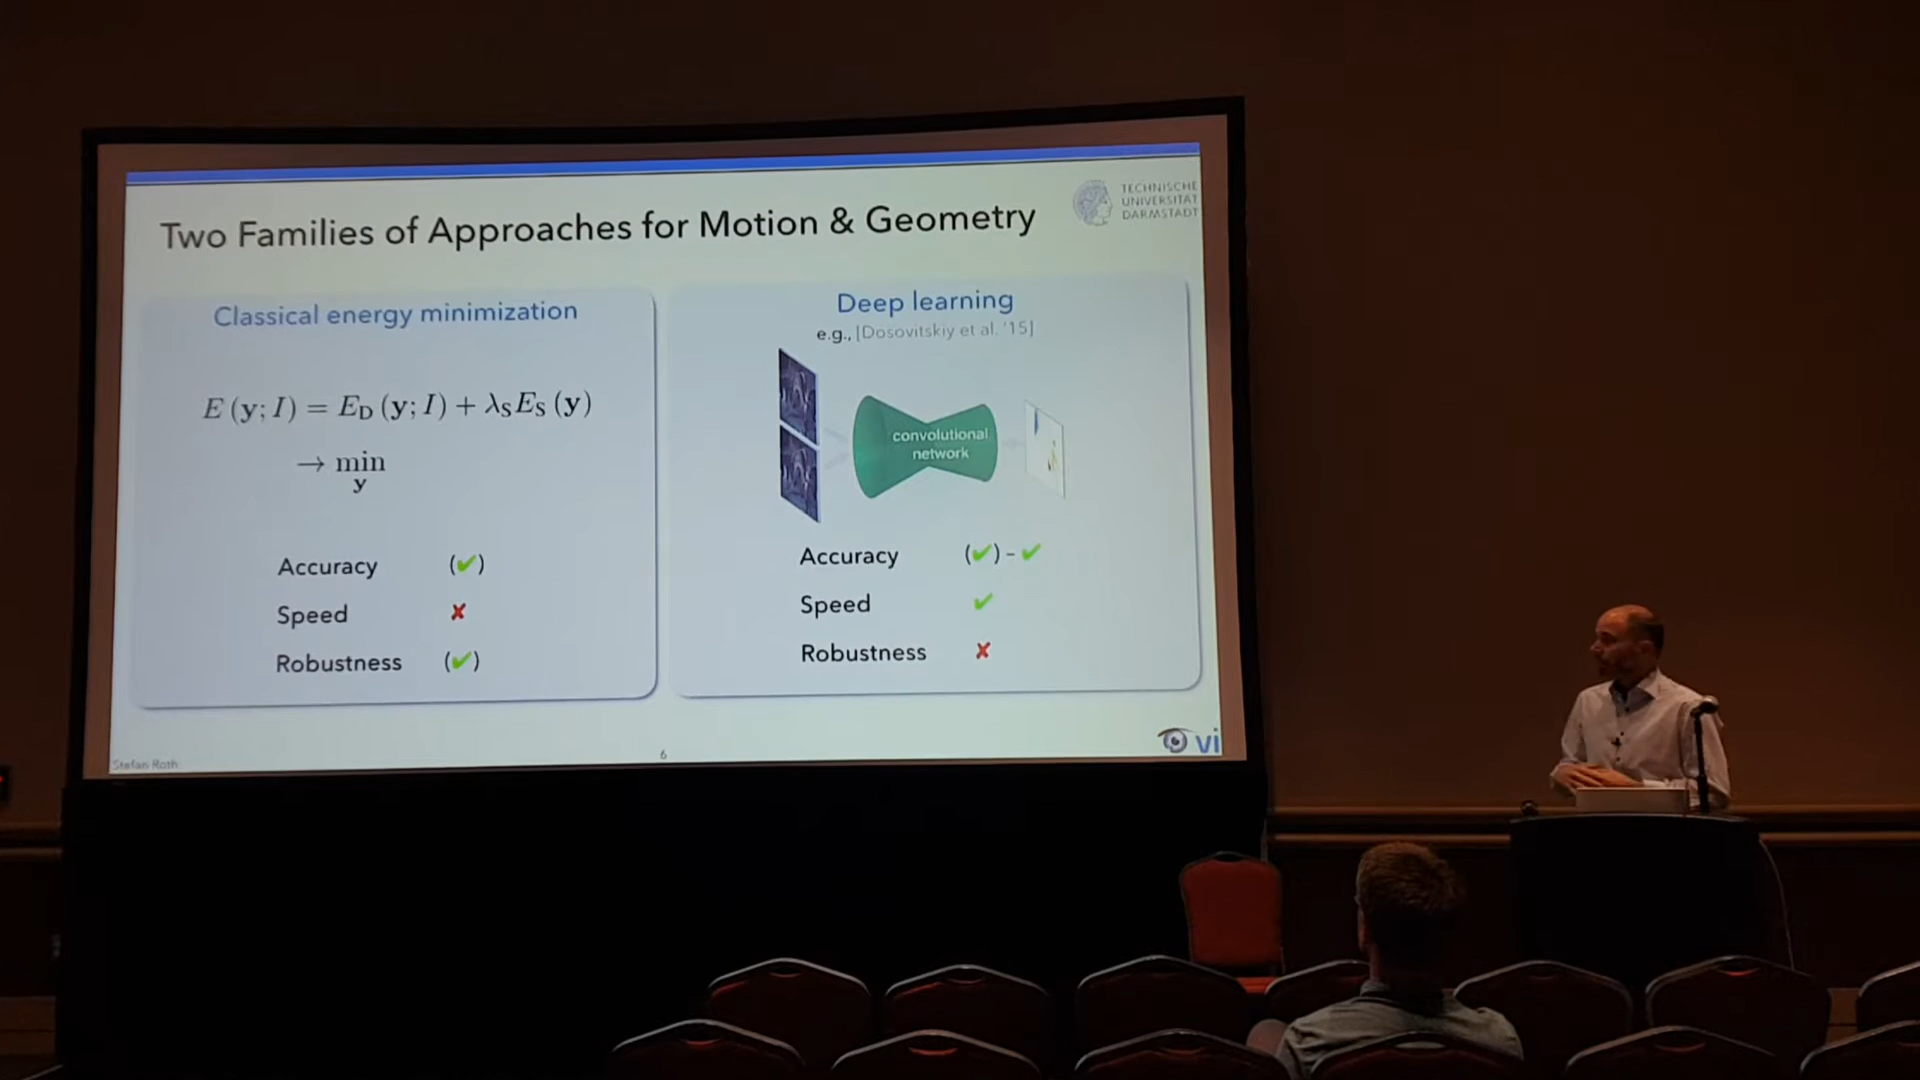 TECHNISCHE
UNIVERSITÄT
DARMSTADT
Two Families of Approaches for Motion & Geometry
Classical energy minimization
E (y; I) = E_D (y; I) + λ_S E_S (y)
→ min
y
Accuracy (✔)
Speed ✘
Robustness (✔)
Deep learning
e.g., [Dosovitskiy et al. '15]
convolutional
network
Accuracy (✔) - ✔
Speed ✔
Robustness ✘
Stefan Roth
6
vi